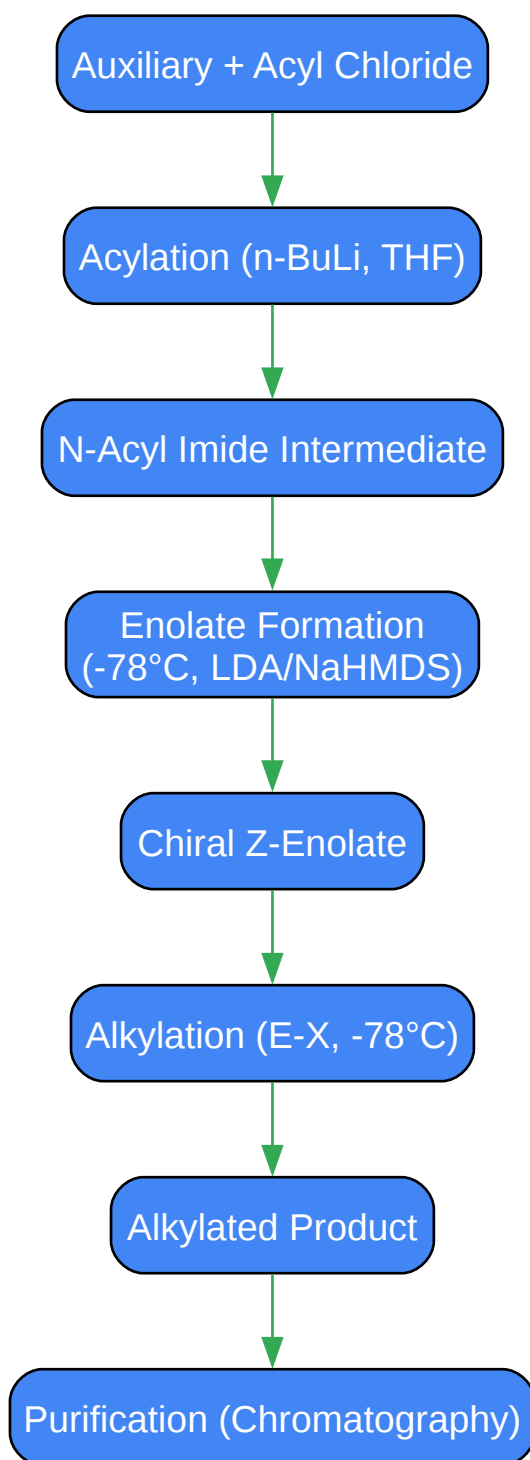 Auxiliary + Acyl Chloride
Acylation (n-BuLi, THF)
N-Acyl Imide Intermediate
Enolate Formation
(-78°C, LDA/NaHMDS)
Chiral Z-Enolate
Alkylation (E-X, -78°C)
Alkylated Product
Purification (Chromatography)